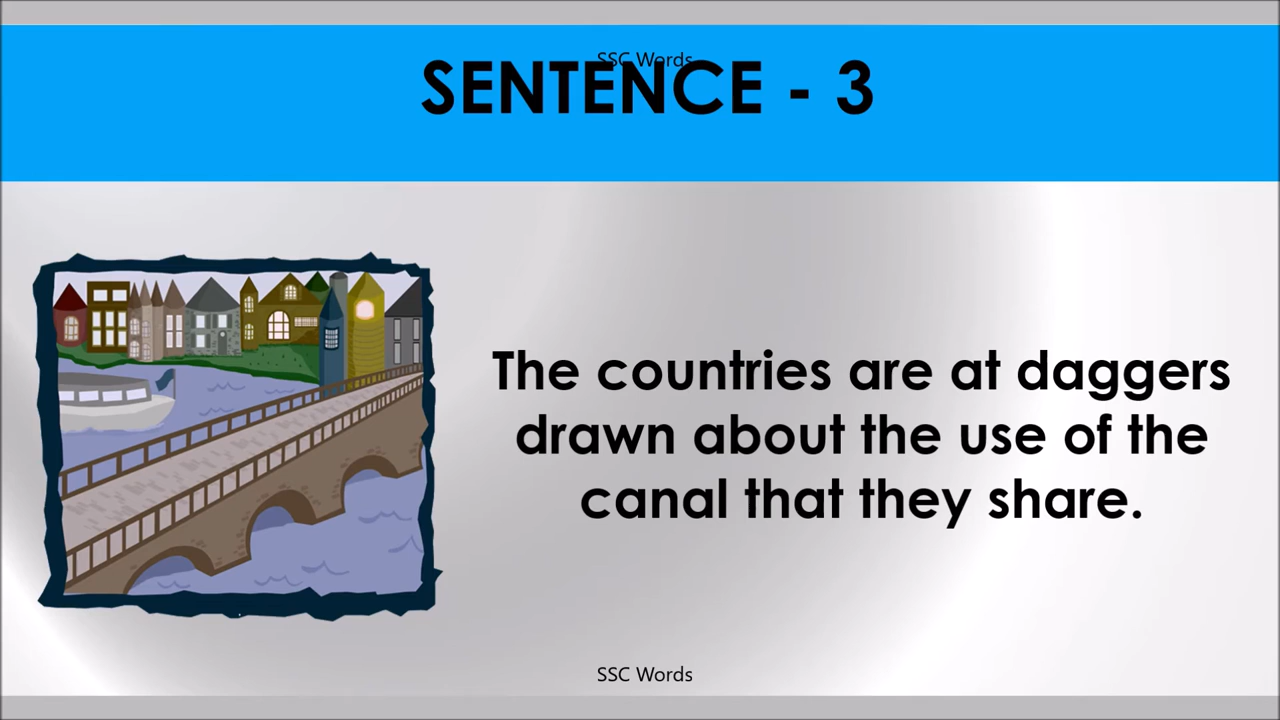 SSC Words
SENTENCE - 3
The countries are at daggers
drawn about the use of the
canal that they share.
SSC Words